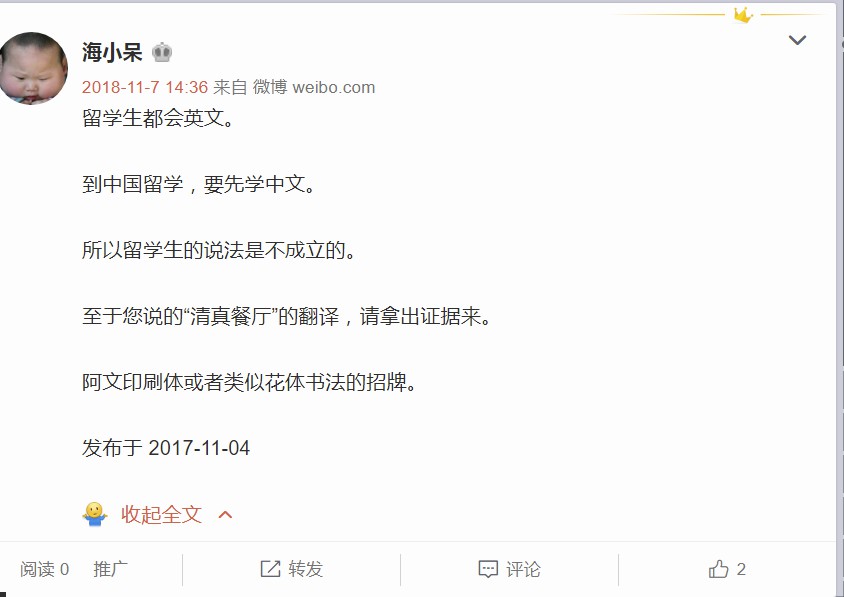 海小呆
2018-11-7 14:36 来自 微博 weibo.com
留学生都会英文。
到中国留学，要先学中文。
所以留学生的说法是不成立的。
至于您说的“清真餐厅”的翻译，请拿出证据来。
阿文印刷体或者类似花体书法的招牌。
发布于 2017-11-04
收起全文
阅读 0 推广 转发 评论 2